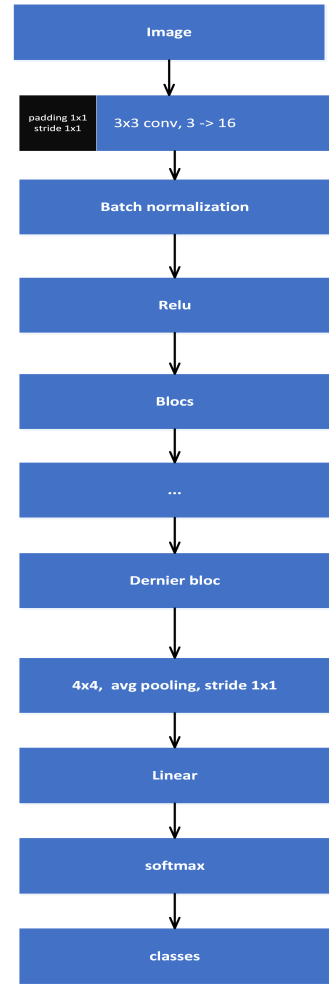 Image
padding 1x1
stride 1x1
3x3 conv, 3 -> 16
Batch normalization
Relu
Blocs
...
Dernier bloc
4x4, avg pooling, stride 1x1
Linear
softmax
classes